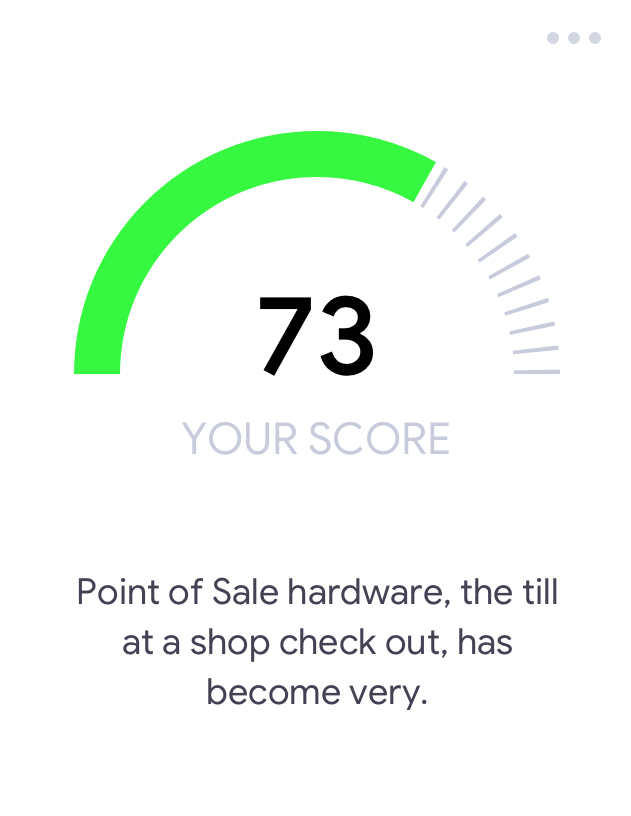 73
YOUR SCORE
Point of Sale hardware, the till
at a shop check out, has
become very.